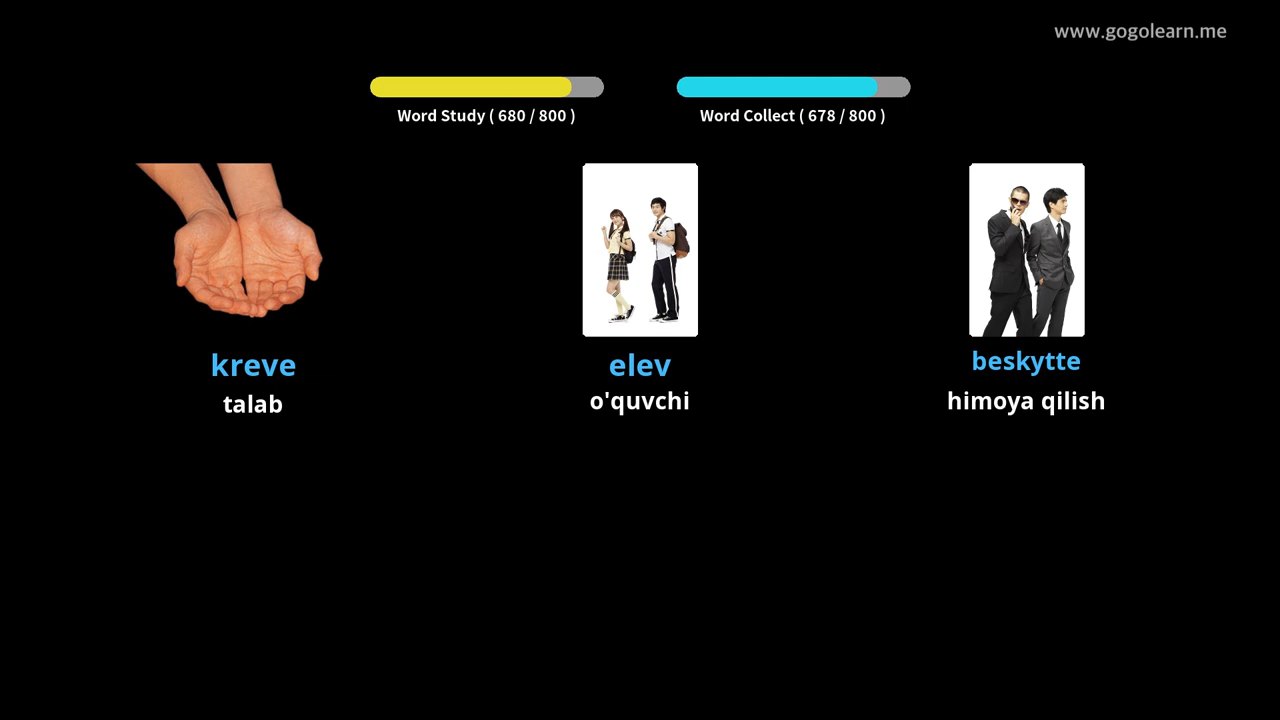 www.gogolearn.me
Word Study ( 680 / 800 )
Word Collect ( 678 / 800 )
kreve
elev
beskytte
talab
o'quvchi
himoya qilish